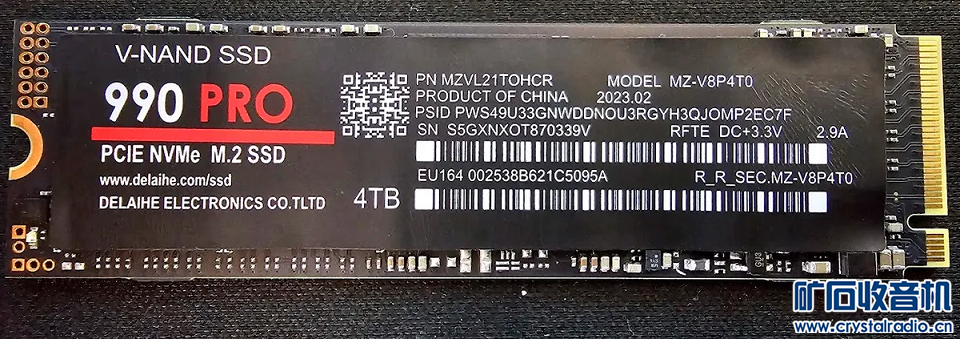 V-NAND SSD
990 PRO
PCIE NVMe M.2 SSD
www.delaihe.com/ssd
DELAIHE ELECTRONICS CO.TLTD
4TB
PN MZVL21TOHCR MODEL MZ-V8P4T0
PRODUCT OF CHINA 2023.02
PSID PWS49U33GNWDDNOU3RGYH3QJOMP2EC7F
SN S5GXNXOT870339V RFTE DC+3.3V 2.9A
EU164 002538B621C5095A R_R_SEC.MZ-V8P4T0
矿石收音机
www.crystalradio.cn